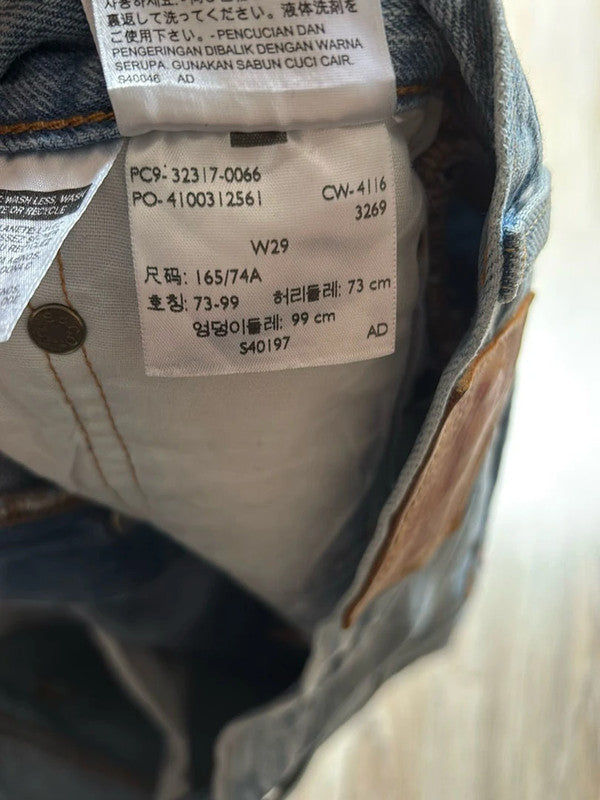 裏返して洗ってください。液体洗剤を
ご使用下さい。-PENCUCIAN DAN
PENGERINGAN DIBALIK DENGAN WARNA
SERUPA. GUNAKAN SABUN CUCI CAIR.
S40046 AD
WASH LESS, WASH
OR RECYCLE
PC9- 32317-0066
PO- 4100312561
CW- 4116
3269
W29
尺码: 165/74A
호칭: 73-99 허리둘레: 73 cm
엉덩이둘레: 99 cm
S40197 AD